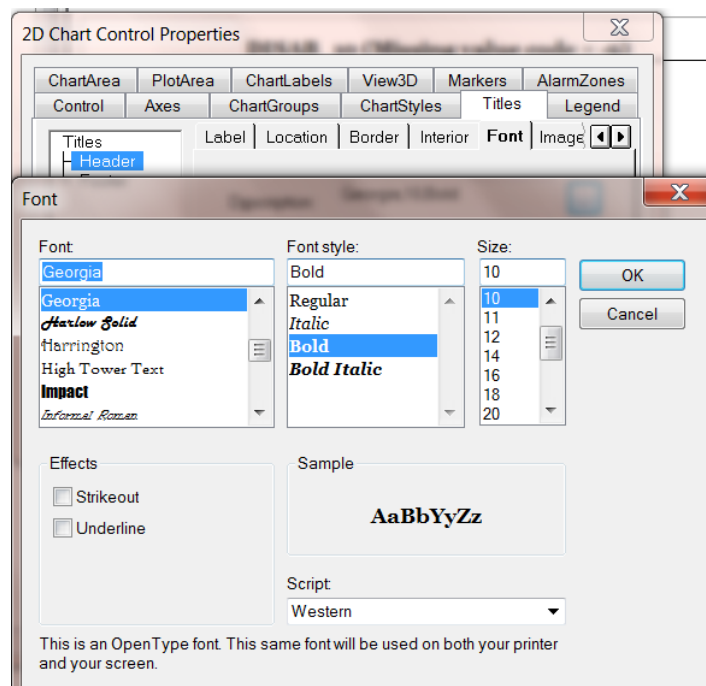 2D Chart Control Properties
ChartArea PlotArea ChartLabels View3D Markers AlarmZones
Control Axes ChartGroups ChartStyles Titles Legend
Titles Label Location Border Interior Font Image
Header
Font
Font: Font style: Size:
Georgia Bold 10 OK
Georgia Regular 10 Cancel
Harlow Solid Italic 11
Harrington Bold 12
High Tower Text Bold Italic 14
Impact 16
Informal Roman 18
20
Effects Sample
Strikeout
AaBbYyZz
Underline
Script:
Western
This is an OpenType font. This same font will be used on both your printer
and your screen.